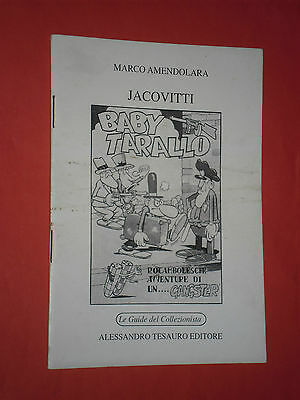 MARCO AMENDOLARA
JACOVITTI
BABY
TARALLO
ROCAMBOLESCHE
AVVENTURE DI
UN.... GANGSTER
Le Guide del Collezionista
ALESSANDRO TESAURO EDITORE